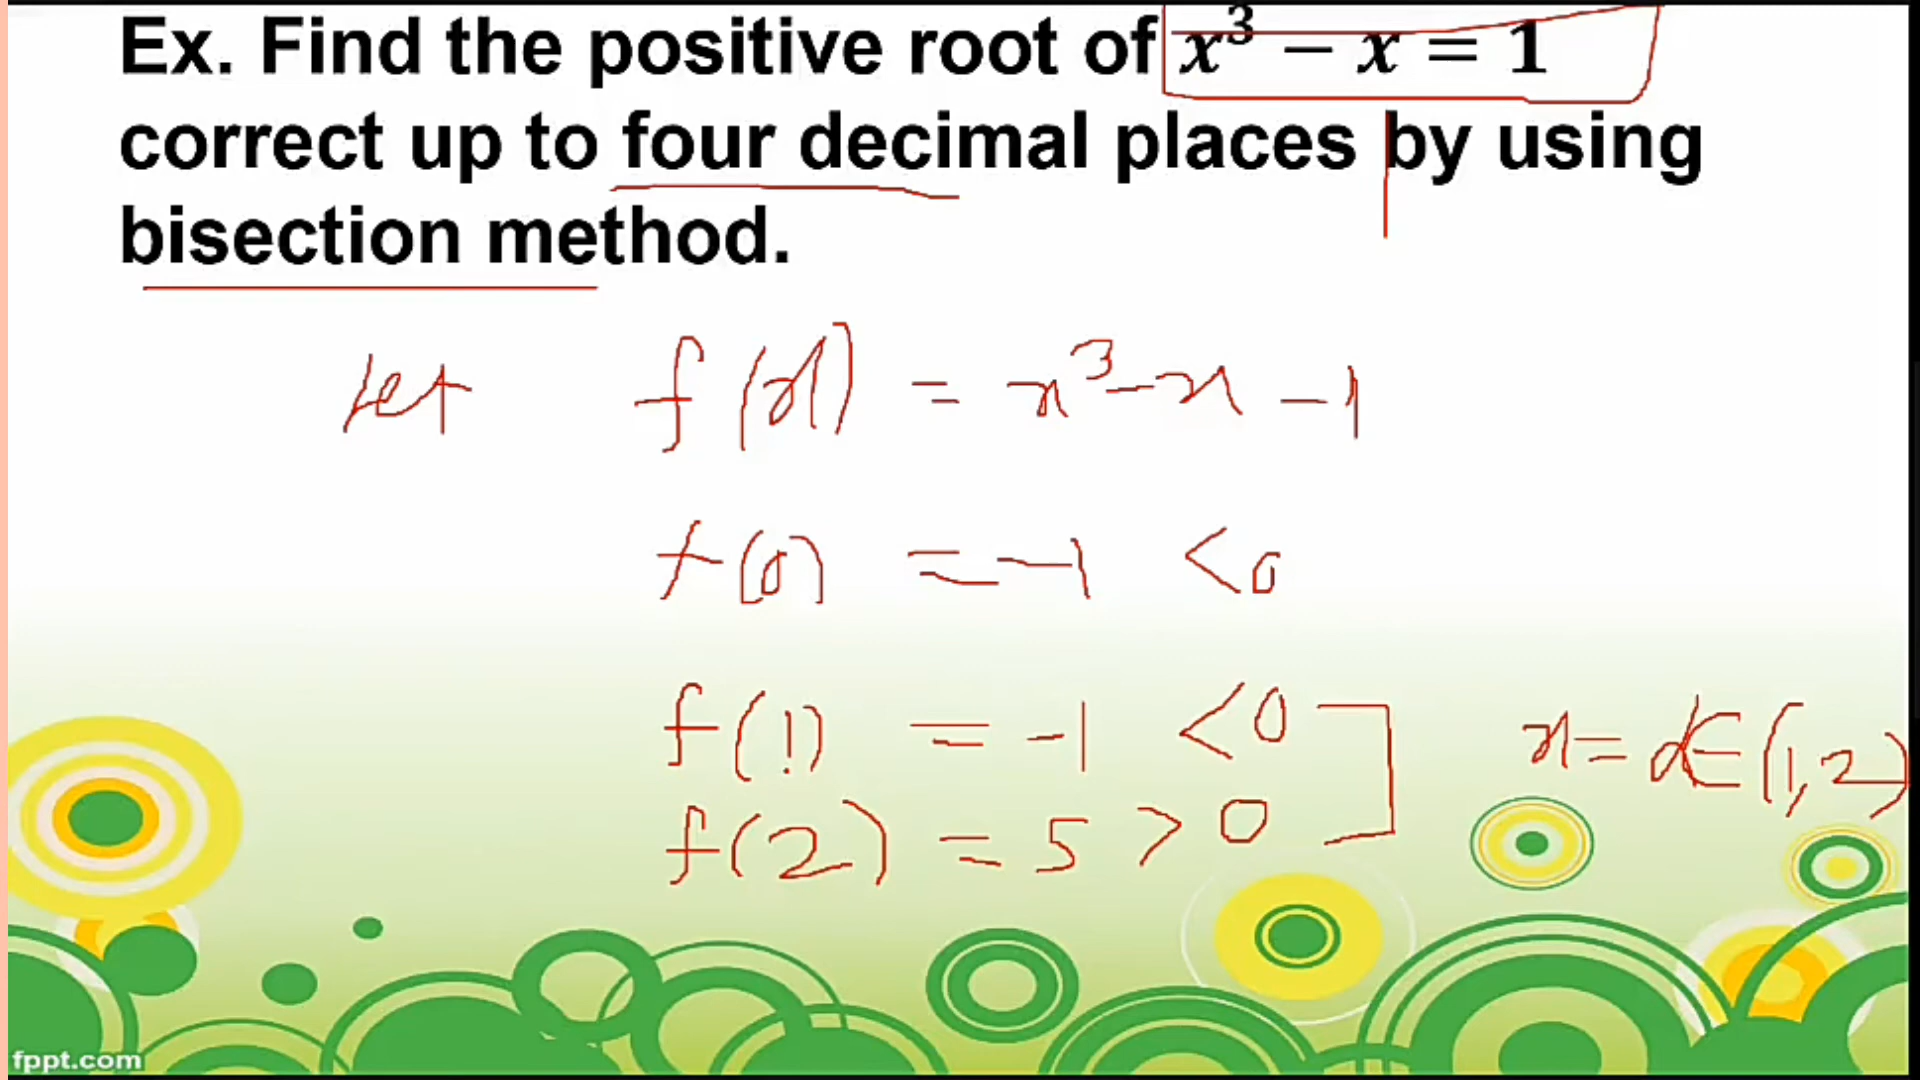 Ex. Find the positive root of x³ − x = 1
correct up to four decimal places by using
bisection method.
Let f(x) = x³ - x - 1
f(0) = -1 < 0
f(1) = -1 < 0
f(2) = 5 > 0
x = α ∈ (1, 2)
fppt.com